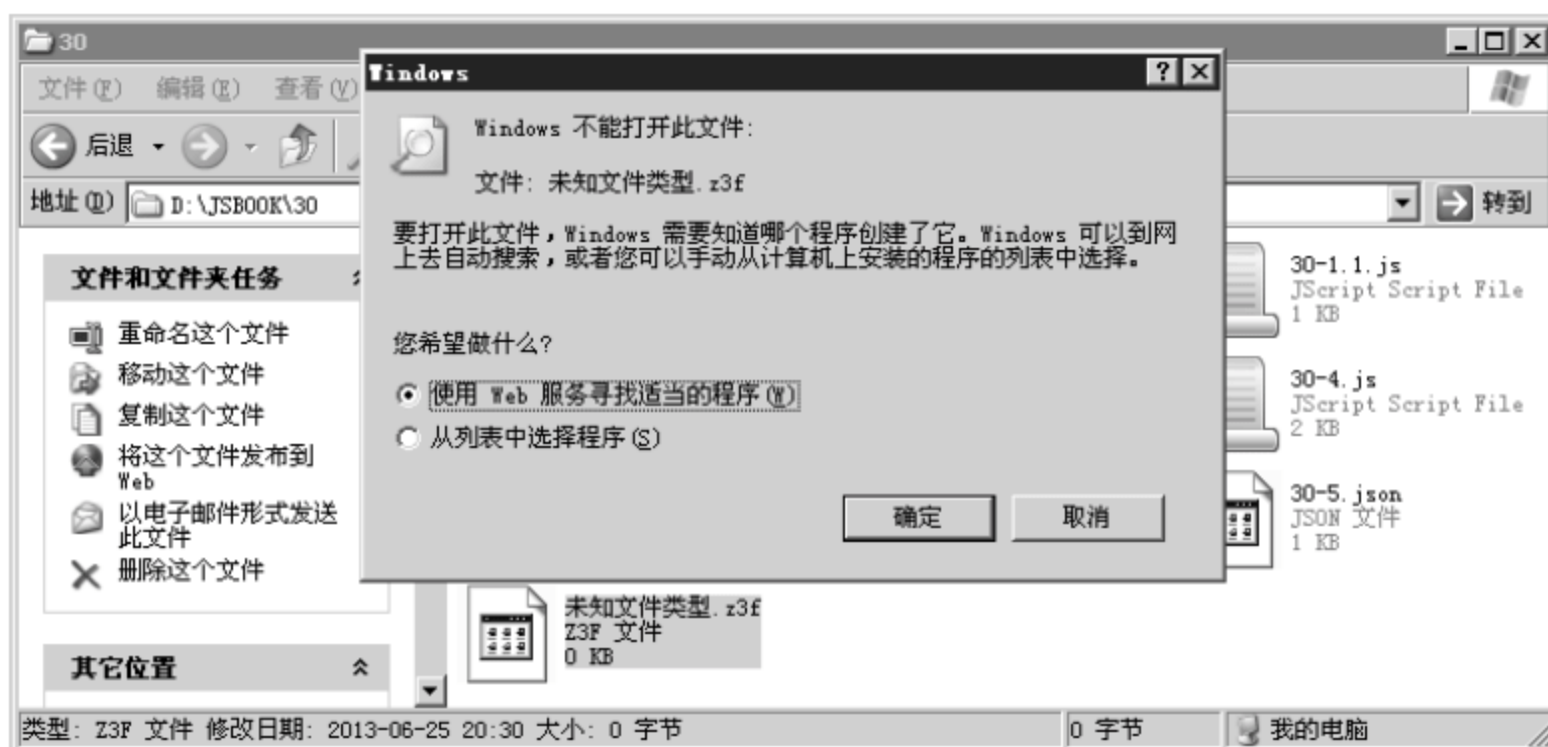 30
文件(F) 编辑(E) 查看(V)
后退
地址(D) D:\JSBOOK\30
转到
Windows
Windows 不能打开此文件:
文件: 未知文件类型.z3f
要打开此文件，Windows 需要知道哪个程序创建了它。Windows 可以到网
上去自动搜索，或者您可以手动从计算机上安装的程序的列表中选择。
您希望做什么?
使用 Web 服务寻找适当的程序(W)
从列表中选择程序(S)
确定 取消
文件和文件夹任务
重命名这个文件
移动这个文件
复制这个文件
将这个文件发布到
Web
以电子邮件形式发送
此文件
删除这个文件
其它位置
30-1.1.js
JScript Script File
1 KB
30-4.js
JScript Script File
2 KB
30-5.json
JSON 文件
1 KB
未知文件类型.z3f
Z3F 文件
0 KB
类型: Z3F 文件 修改日期: 2013-06-25 20:30 大小: 0 字节
0 字节
我的电脑